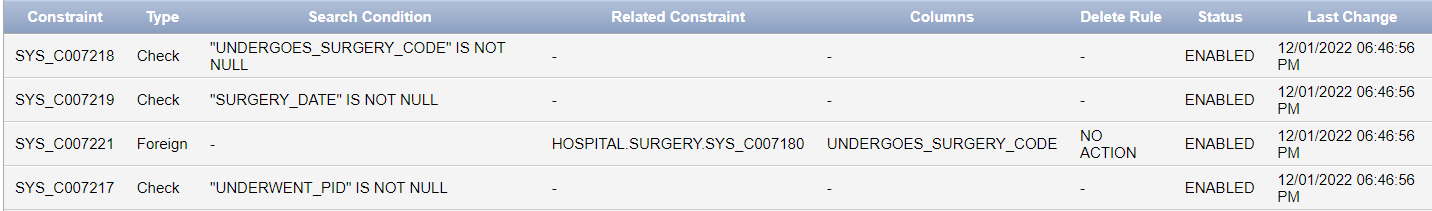 Constraint Type Search Condition Related Constraint Columns Delete Rule Status Last Change
SYS_C007218 Check "UNDERGOES_SURGERY_CODE" IS NOT NULL - - - ENABLED 12/01/2022 06:46:56 PM
SYS_C007219 Check "SURGERY_DATE" IS NOT NULL - - - ENABLED 12/01/2022 06:46:56 PM
SYS_C007221 Foreign - HOSPITAL.SURGERY.SYS_C007180 UNDERGOES_SURGERY_CODE NO ACTION ENABLED 12/01/2022 06:46:56 PM
SYS_C007217 Check "UNDERWENT_PID" IS NOT NULL - - - ENABLED 12/01/2022 06:46:56 PM